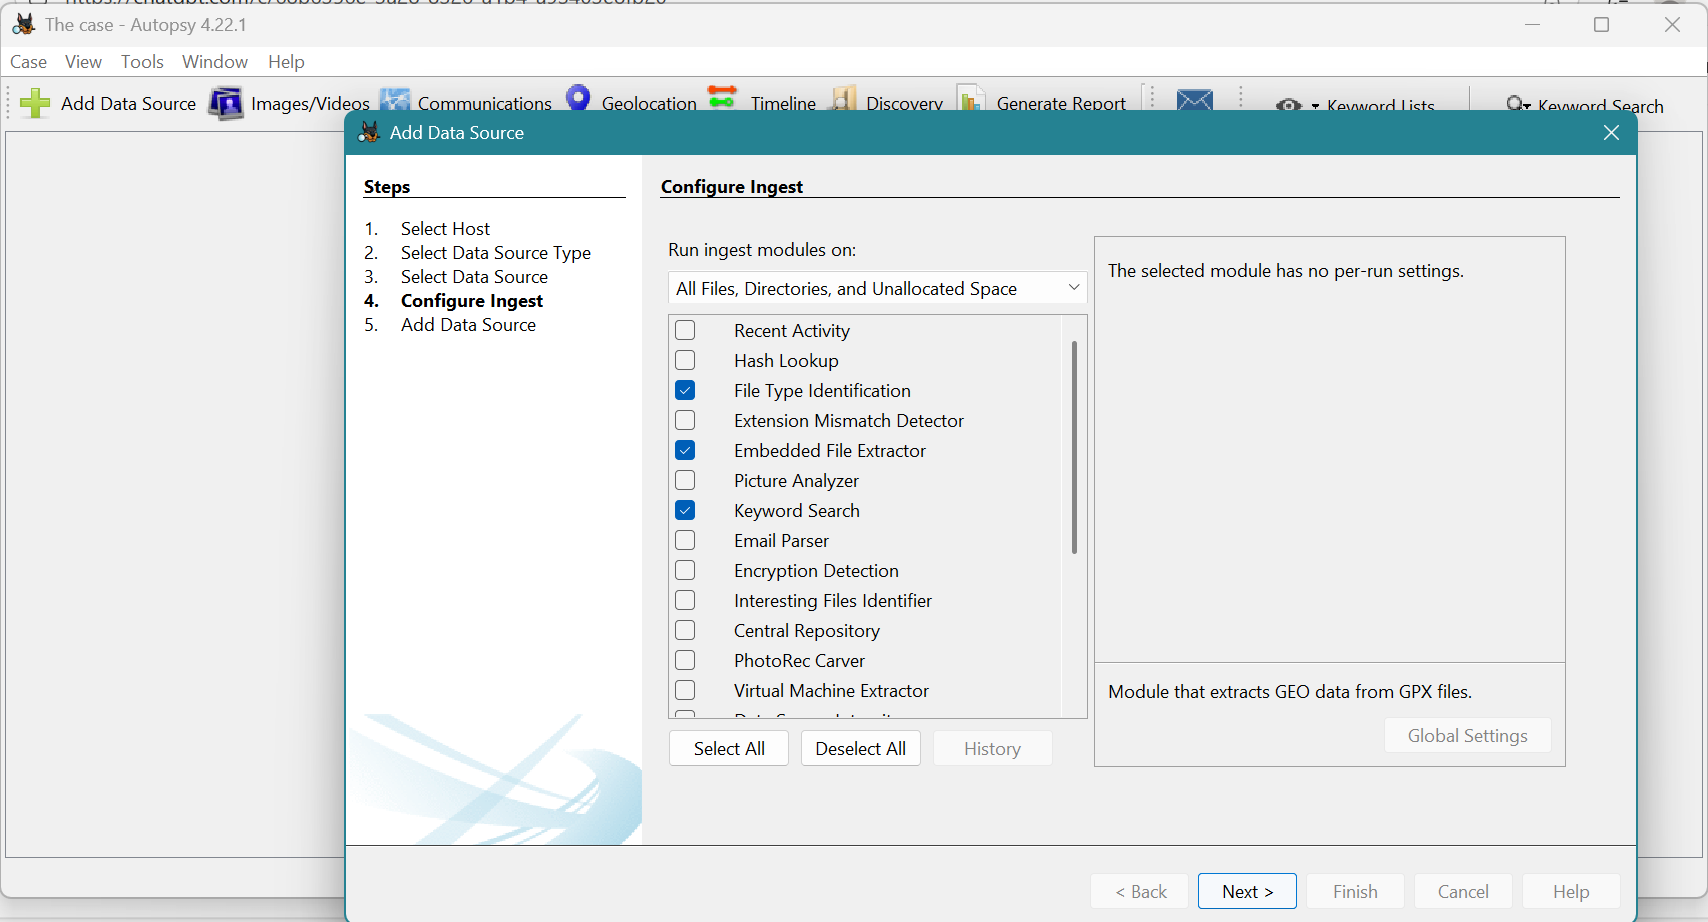 The case - Autopsy 4.22.1
Case View Tools Window Help
Add Data Source Images/Videos Communications Geolocation Timeline Discovery Generate Report Keyword Lists Keyword Search
Add Data Source
Steps
1. Select Host
2. Select Data Source Type
3. Select Data Source
4. Configure Ingest
5. Add Data Source
Configure Ingest
Run ingest modules on:
All Files, Directories, and Unallocated Space
Recent Activity
Hash Lookup
File Type Identification
Extension Mismatch Detector
Embedded File Extractor
Picture Analyzer
Keyword Search
Email Parser
Encryption Detection
Interesting Files Identifier
Central Repository
PhotoRec Carver
Virtual Machine Extractor
Select All Deselect All History
The selected module has no per-run settings.
Module that extracts GEO data from GPX files.
Global Settings
< Back Next > Finish Cancel Help